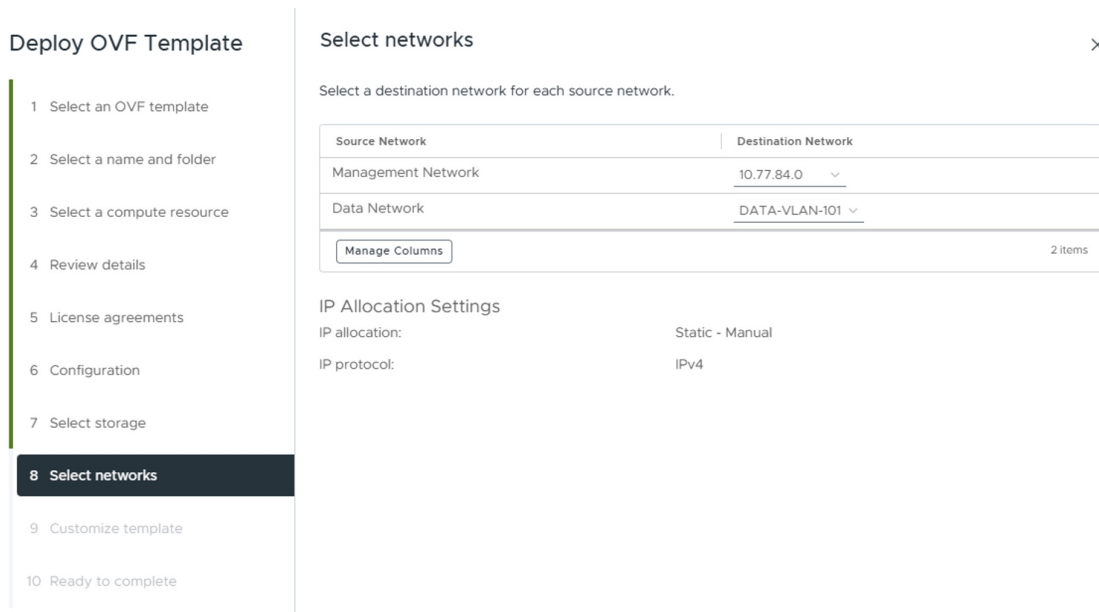 Deploy OVF Template
1 Select an OVF template
2 Select a name and folder
3 Select a compute resource
4 Review details
5 License agreements
6 Configuration
7 Select storage
8 Select networks
9 Customize template
10 Ready to complete
Select networks
Select a destination network for each source network.
Source Network Destination Network
Management Network 10.77.84.0
Data Network DATA-VLAN-101
Manage Columns 2 items
IP Allocation Settings
IP allocation: Static - Manual
IP protocol: IPv4